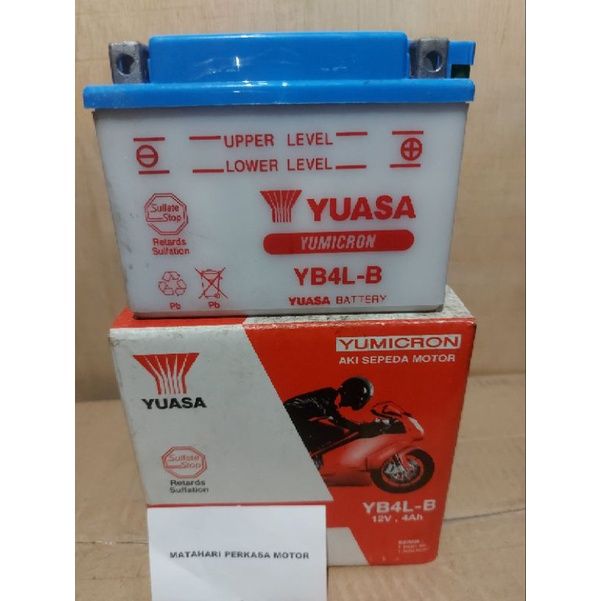 UPPER LEVEL
LOWER LEVEL
Sulfate
Stop
Retards
Sulfation
YUASA
YUMICRON
YB4L-B
YUASA BATTERY
Pb
Pb
YUMICRON
AKI SEPEDA MOTOR
YUASA
Sulfate
Stop
Retards
Sulfation
YB4L-B
12V , 4Ah
MATAHARI PERKASA MOTOR